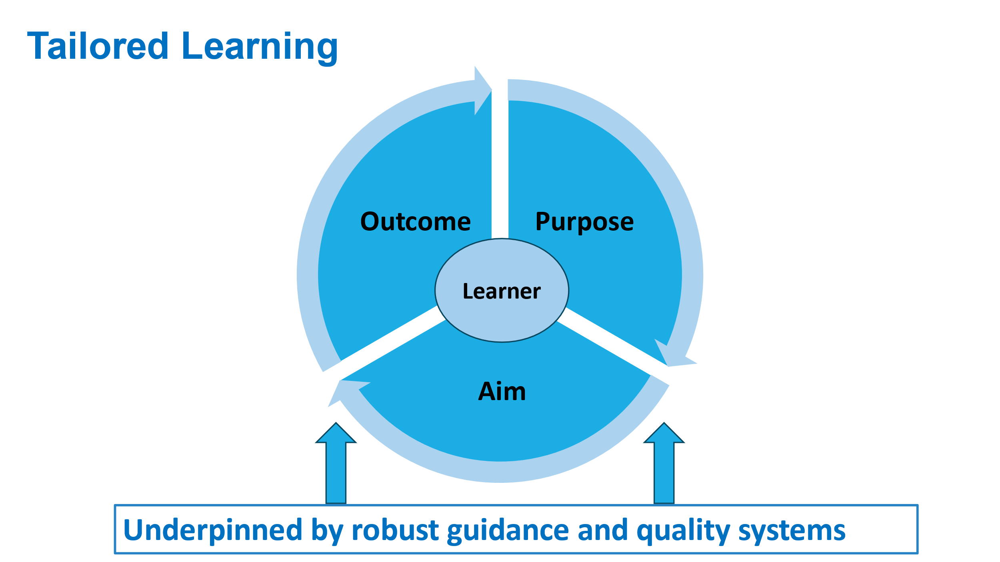 Tailored Learning
Outcome
Purpose
Learner
Aim
Underpinned by robust guidance and quality systems